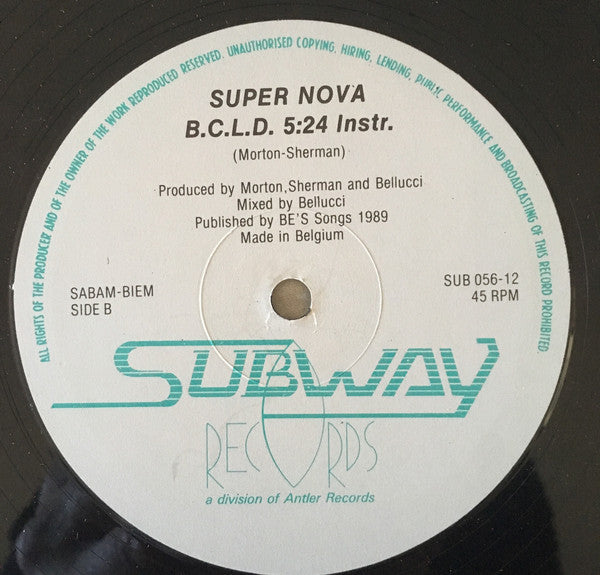 ALL RIGHTS OF THE PRODUCER AND OF THE OWNER OF THE WORK REPRODUCED RESERVED. UNAUTHORISED COPYING, HIRING, LENDING, PUBLIC PERFORMANCE AND BROADCASTING OF THIS RECORD PROHIBITED.
SUPER NOVA
B.C.L.D. 5:24 Instr.
(Morton-Sherman)
Produced by Morton,Sherman and Bellucci
Mixed by Bellucci
Published by BE'S Songs 1989
Made in Belgium
SABAM-BIEM
SIDE B
SUB 056-12
45 RPM
SUBWAY
RECORDS
a division of Antler Records